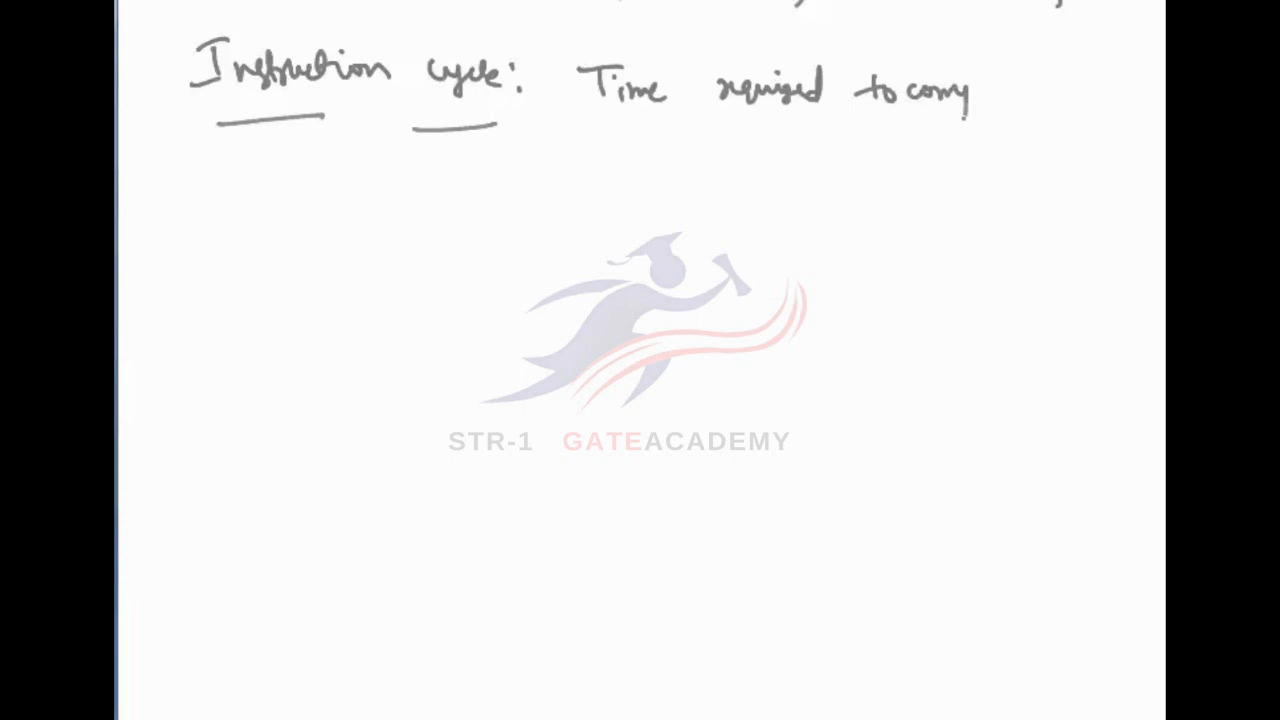 Instruction cycle: Time required to comp
STR-1 GATEACADEMY